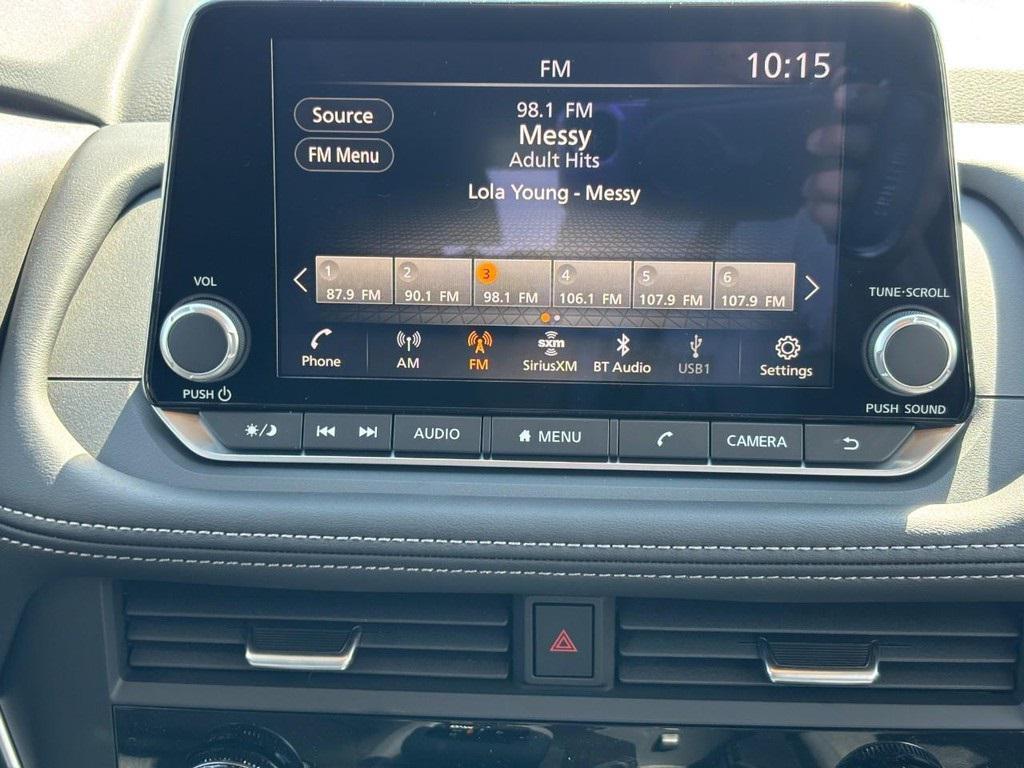 FM
10:15
Source
98.1 FM
Messy
FM Menu
Adult Hits
Lola Young - Messy
1 2 3 4 5 6
87.9 FM 90.1 FM 98.1 FM 106.1 FM 107.9 FM 107.9 FM
VOL
TUNE·SCROLL
Phone AM FM SiriusXM BT Audio USB1 Settings
sxm
PUSH
PUSH SOUND
AUDIO MENU CAMERA